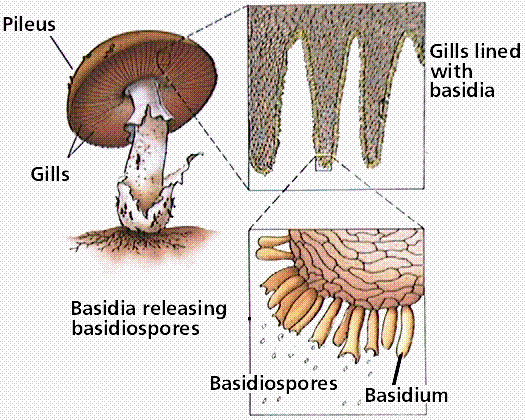 Pileus
Gills lined
with
basidia
Gills
Basidia releasing
basidiospores
Basidiospores
Basidium